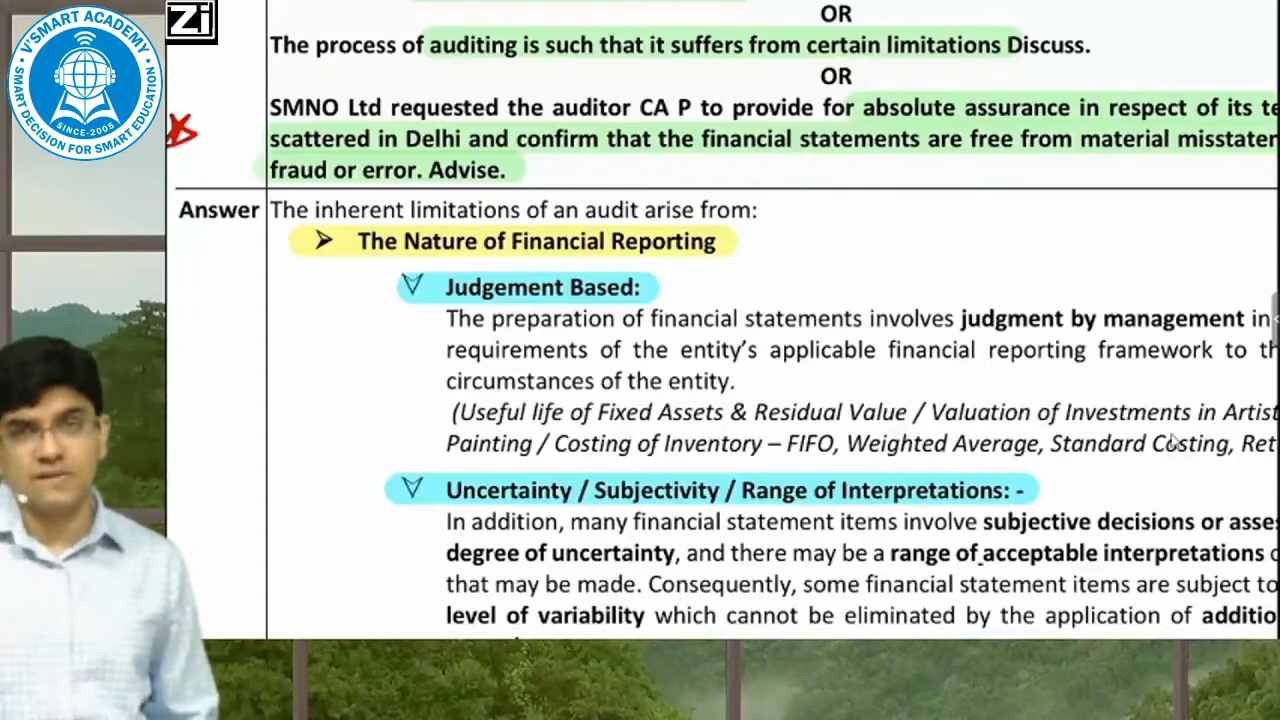 V'SMART ACADEMY
SINCE-2005
SMART DECISION FOR SMART EDUCATION
Zi
OR
The process of auditing is such that it suffers from certain limitations Discuss.
OR
SMNO Ltd requested the auditor CA P to provide for absolute assurance in respect of its te
scattered in Delhi and confirm that the financial statements are free from material misstater
fraud or error. Advise.
Answer The inherent limitations of an audit arise from:
➢ The Nature of Financial Reporting
Judgement Based:
The preparation of financial statements involves judgment by management in
requirements of the entity's applicable financial reporting framework to th
circumstances of the entity.
(Useful life of Fixed Assets & Residual Value / Valuation of Investments in Artist
Painting / Costing of Inventory – FIFO, Weighted Average, Standard Costing, Ret
Uncertainty / Subjectivity / Range of Interpretations: -
In addition, many financial statement items involve subjective decisions or asse
degree of uncertainty, and there may be a range of acceptable interpretations
that may be made. Consequently, some financial statement items are subject to
level of variability which cannot be eliminated by the application of additio